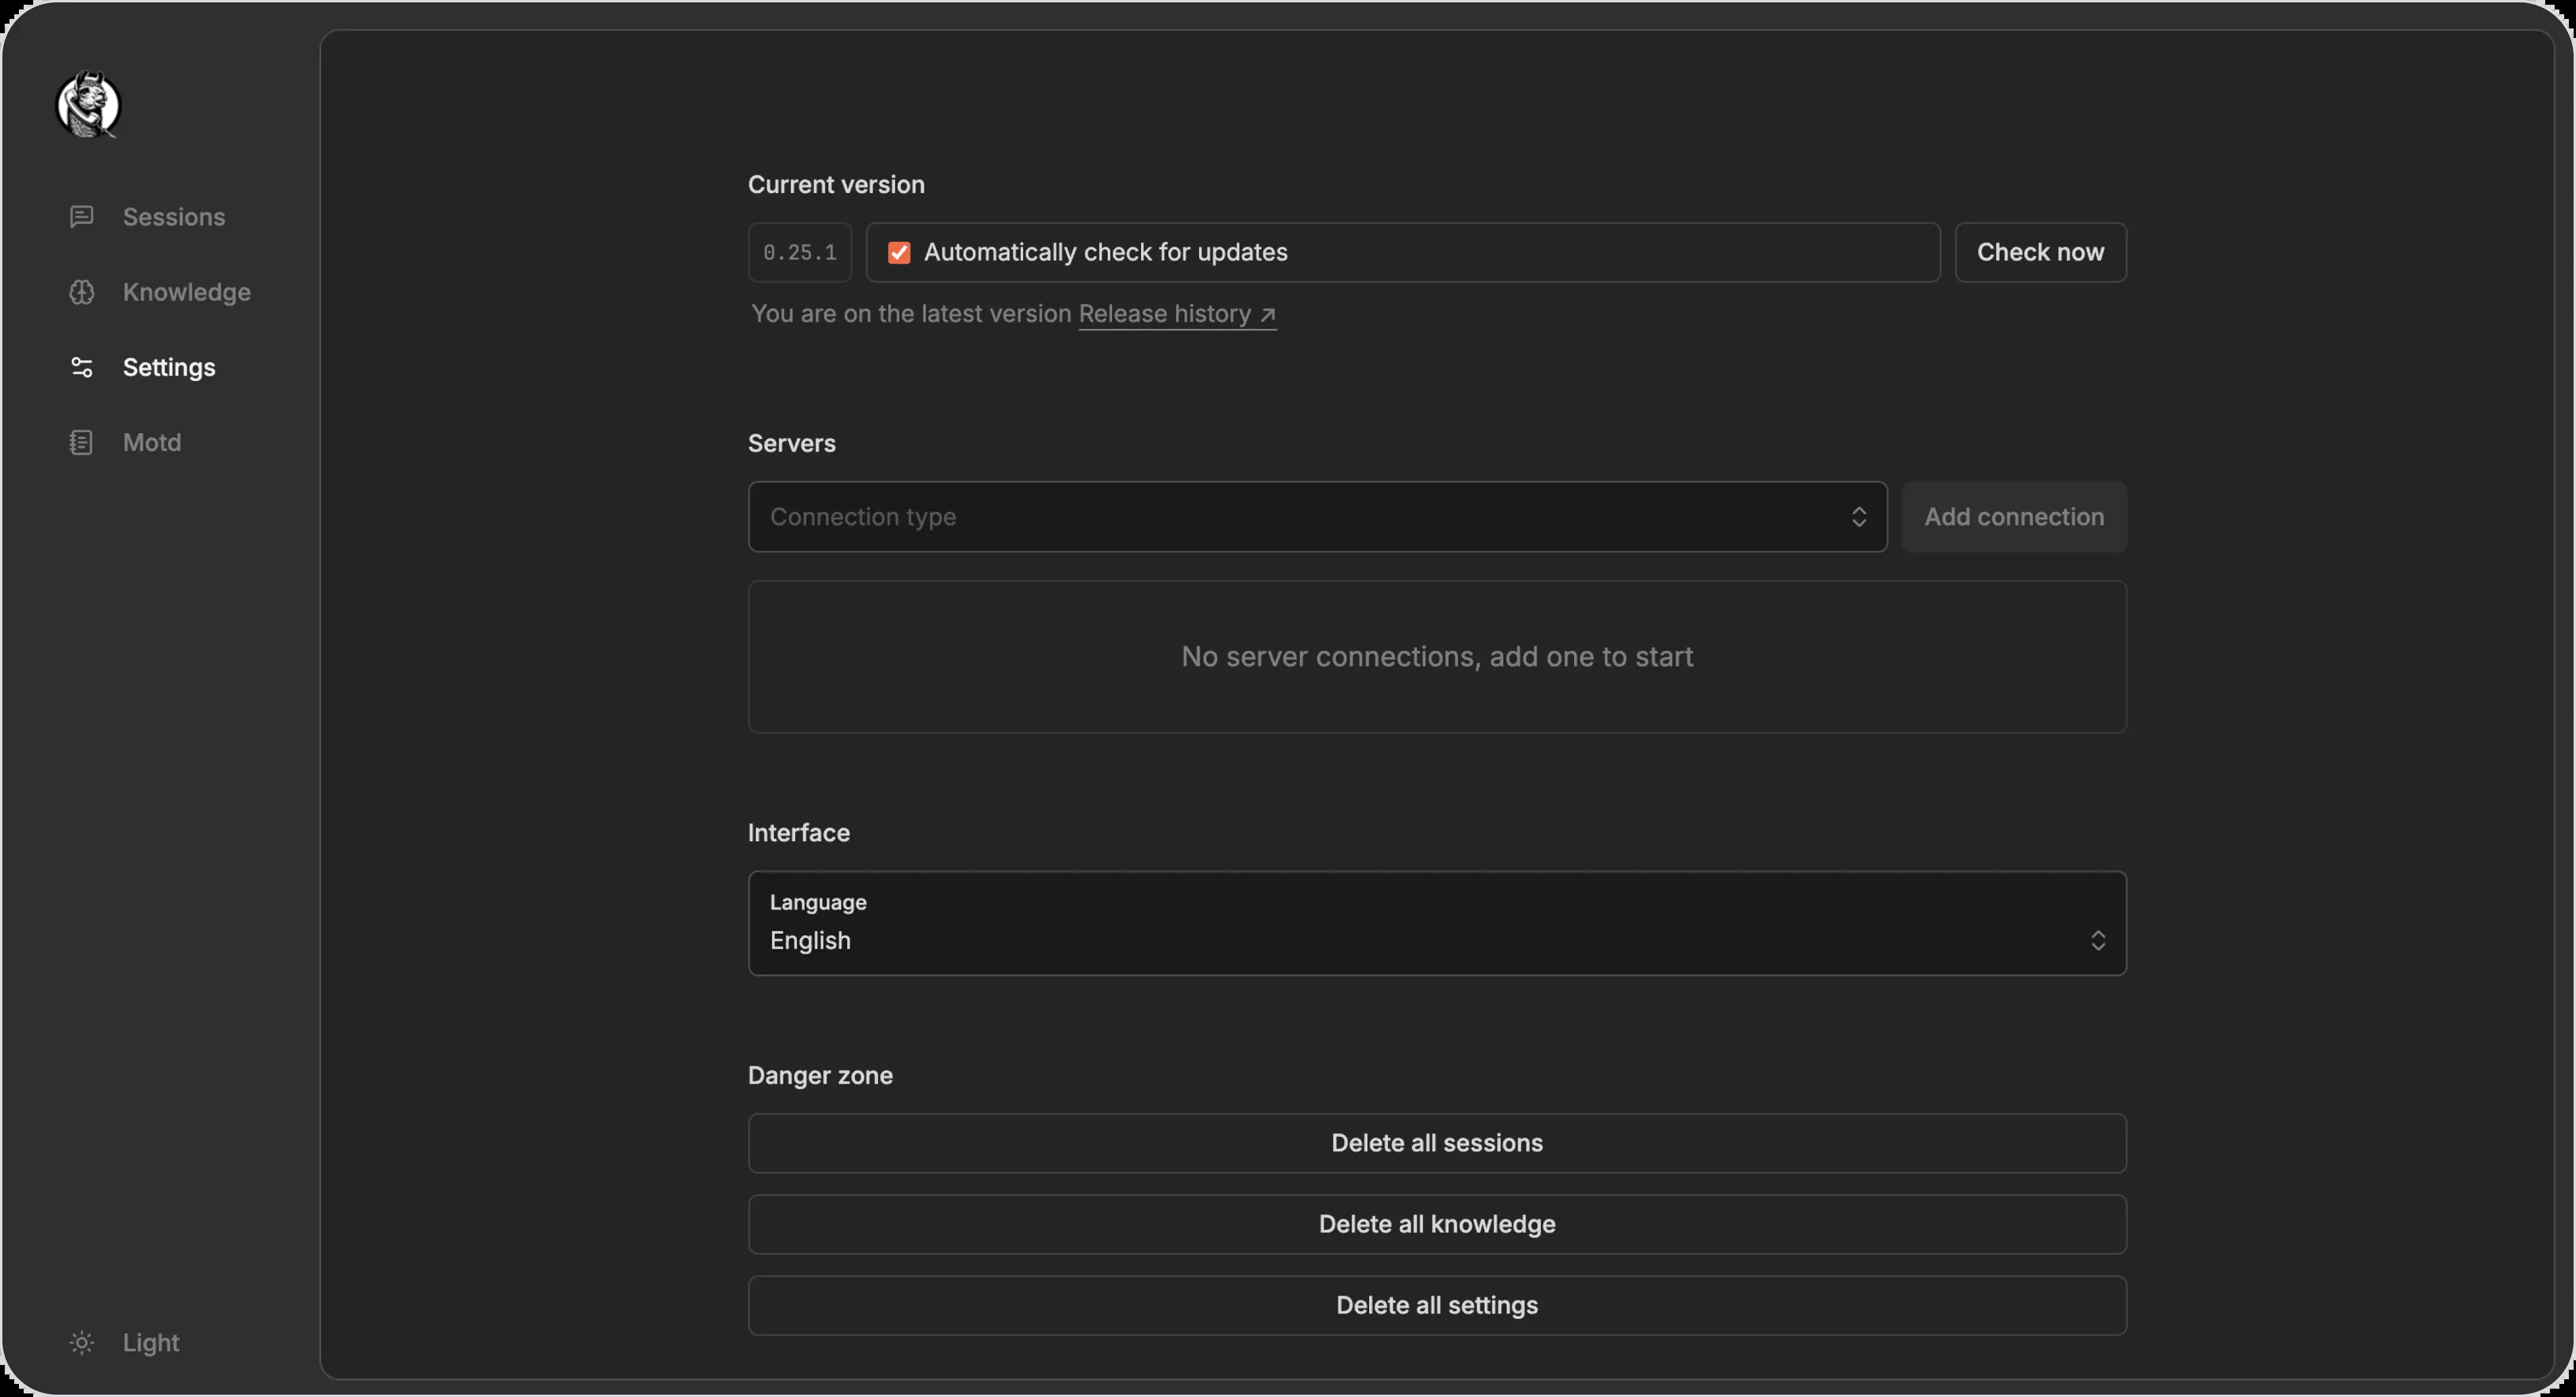 Sessions
Knowledge
Settings
Motd
Light
Current version
0.25.1
Automatically check for updates
Check now
You are on the latest version Release history ↗
Servers
Connection type
Add connection
No server connections, add one to start
Interface
Language
English
Danger zone
Delete all sessions
Delete all knowledge
Delete all settings